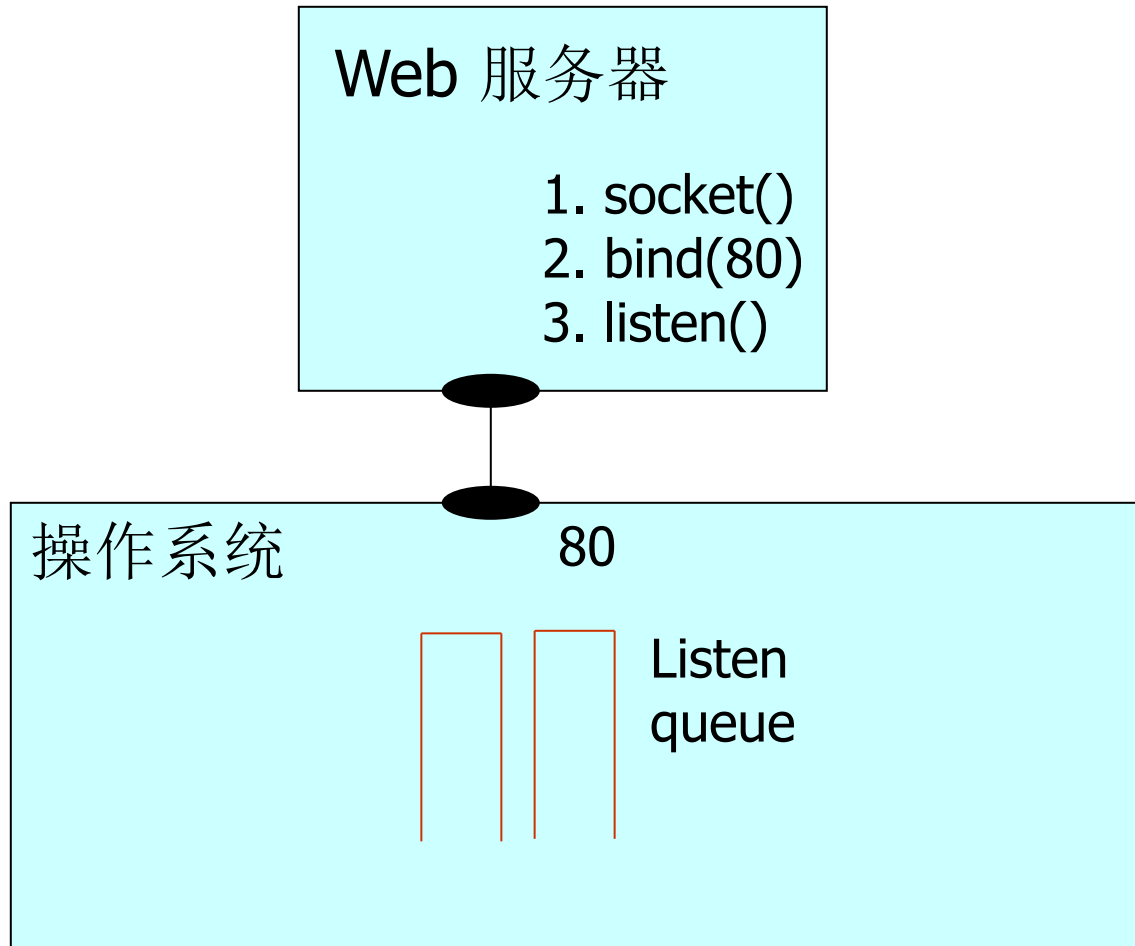 Web 服务器
1. socket()
2. bind(80)
3. listen()
操作系统
80
Listen
queue